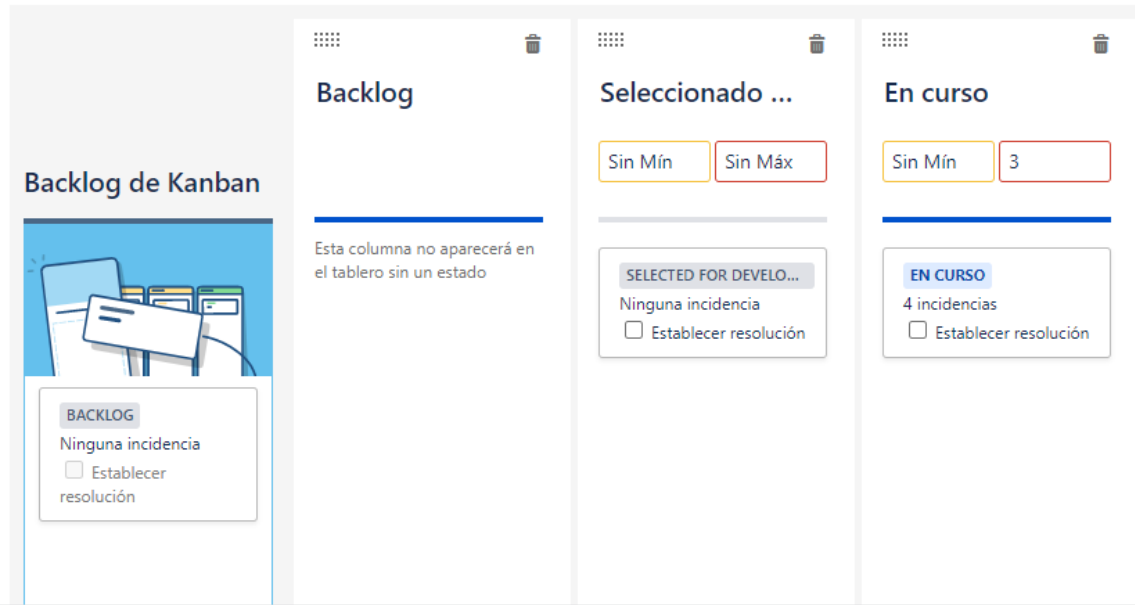 Backlog de Kanban
BACKLOG
Ninguna incidencia
Establecer
resolución
Backlog
Esta columna no aparecerá en
el tablero sin un estado
Seleccionado ...
Sin Mín
Sin Máx
SELECTED FOR DEVELO...
Ninguna incidencia
Establecer resolución
En curso
Sin Mín
3
EN CURSO
4 incidencias
Establecer resolución